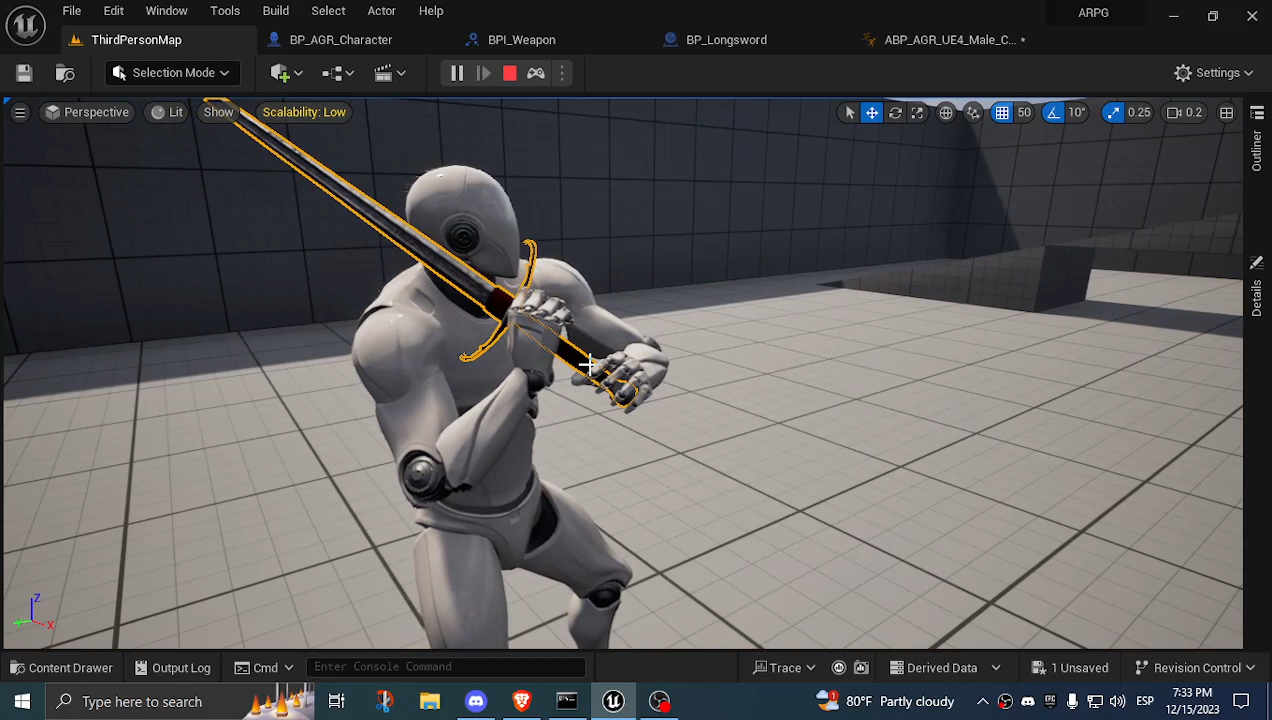 File Edit Window Tools Build Select Actor Help
ARPG
ThirdPersonMap
BP_AGR_Character
BPI_Weapon
BP_Longsword
ABP_AGR_UE4_Male_C... *
Selection Mode
Settings
Perspective
Lit
Show
Scalability: Low
50
10°
0.25
0.2
Outliner
Details
Z
X
Content Drawer
Output Log
Cmd
Enter Console Command
Trace
Derived Data
1 Unsaved
Revision Control
Type here to search
1
80°F Partly cloudy
ESP
7:33 PM
12/15/2023